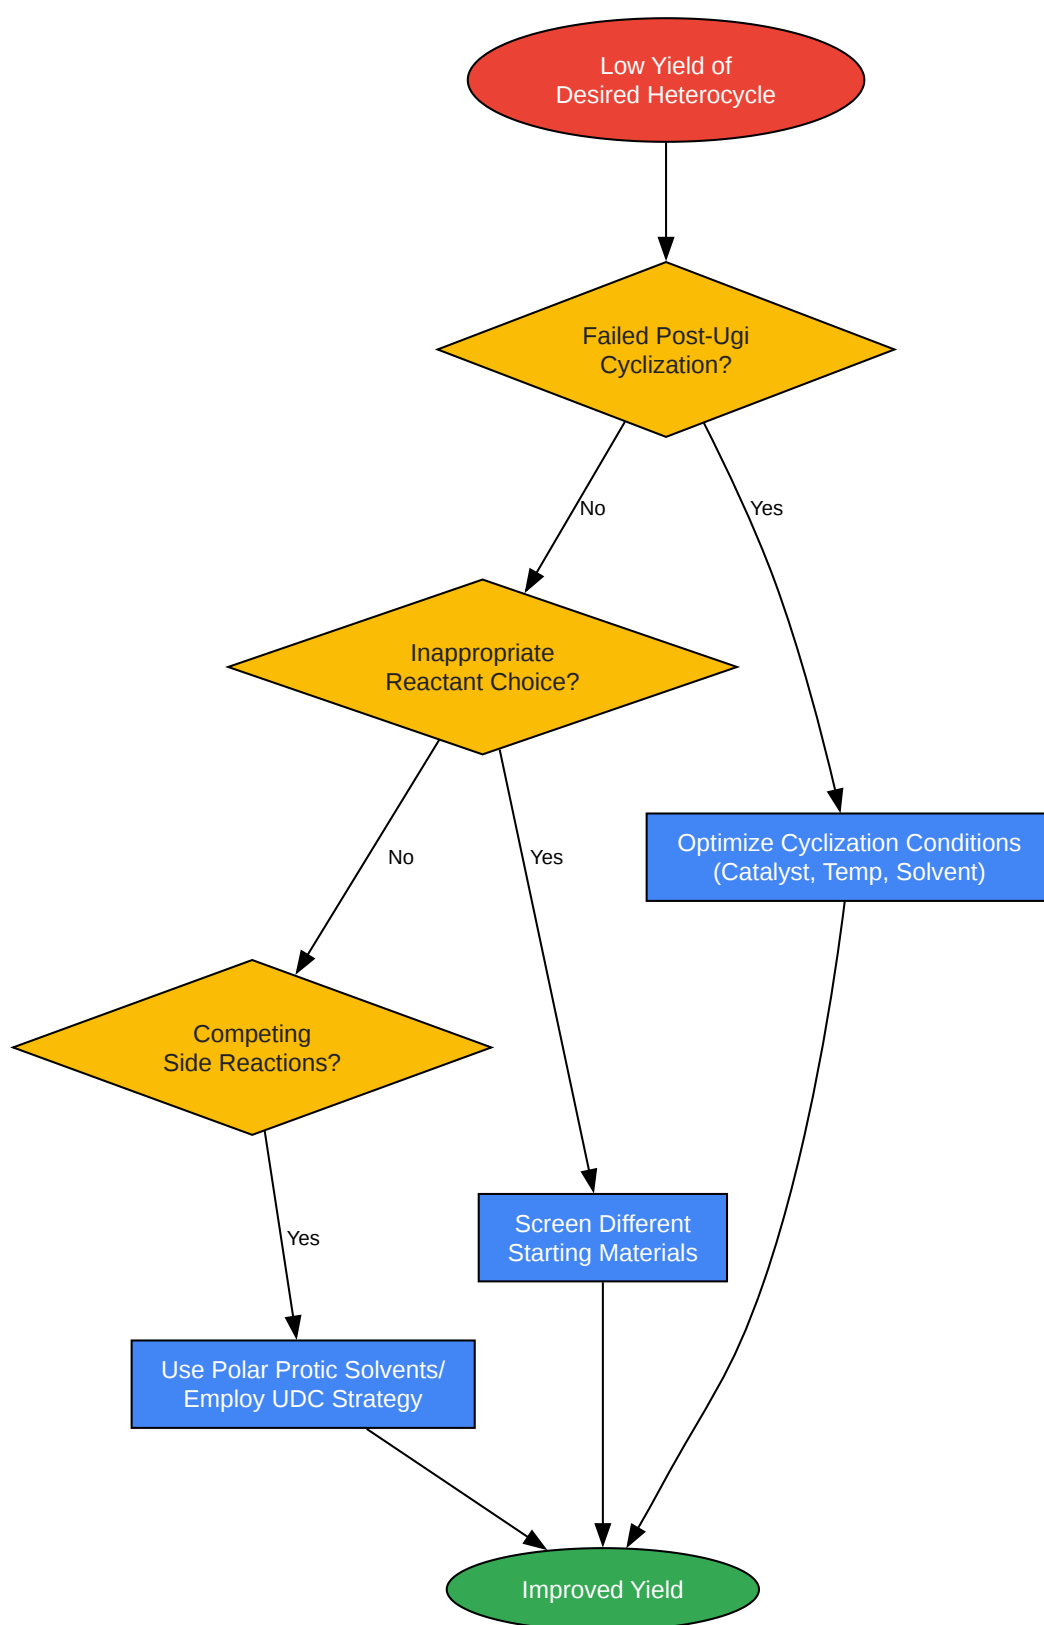 Low Yield of
Desired Heterocycle
Failed Post-Ugi
Cyclization?
No
Yes
Inappropriate
Reactant Choice?
No
Yes
Optimize Cyclization Conditions
(Catalyst, Temp, Solvent)
Competing
Side Reactions?
Yes
Screen Different
Starting Materials
Use Polar Protic Solvents/
Employ UDC Strategy
Improved Yield